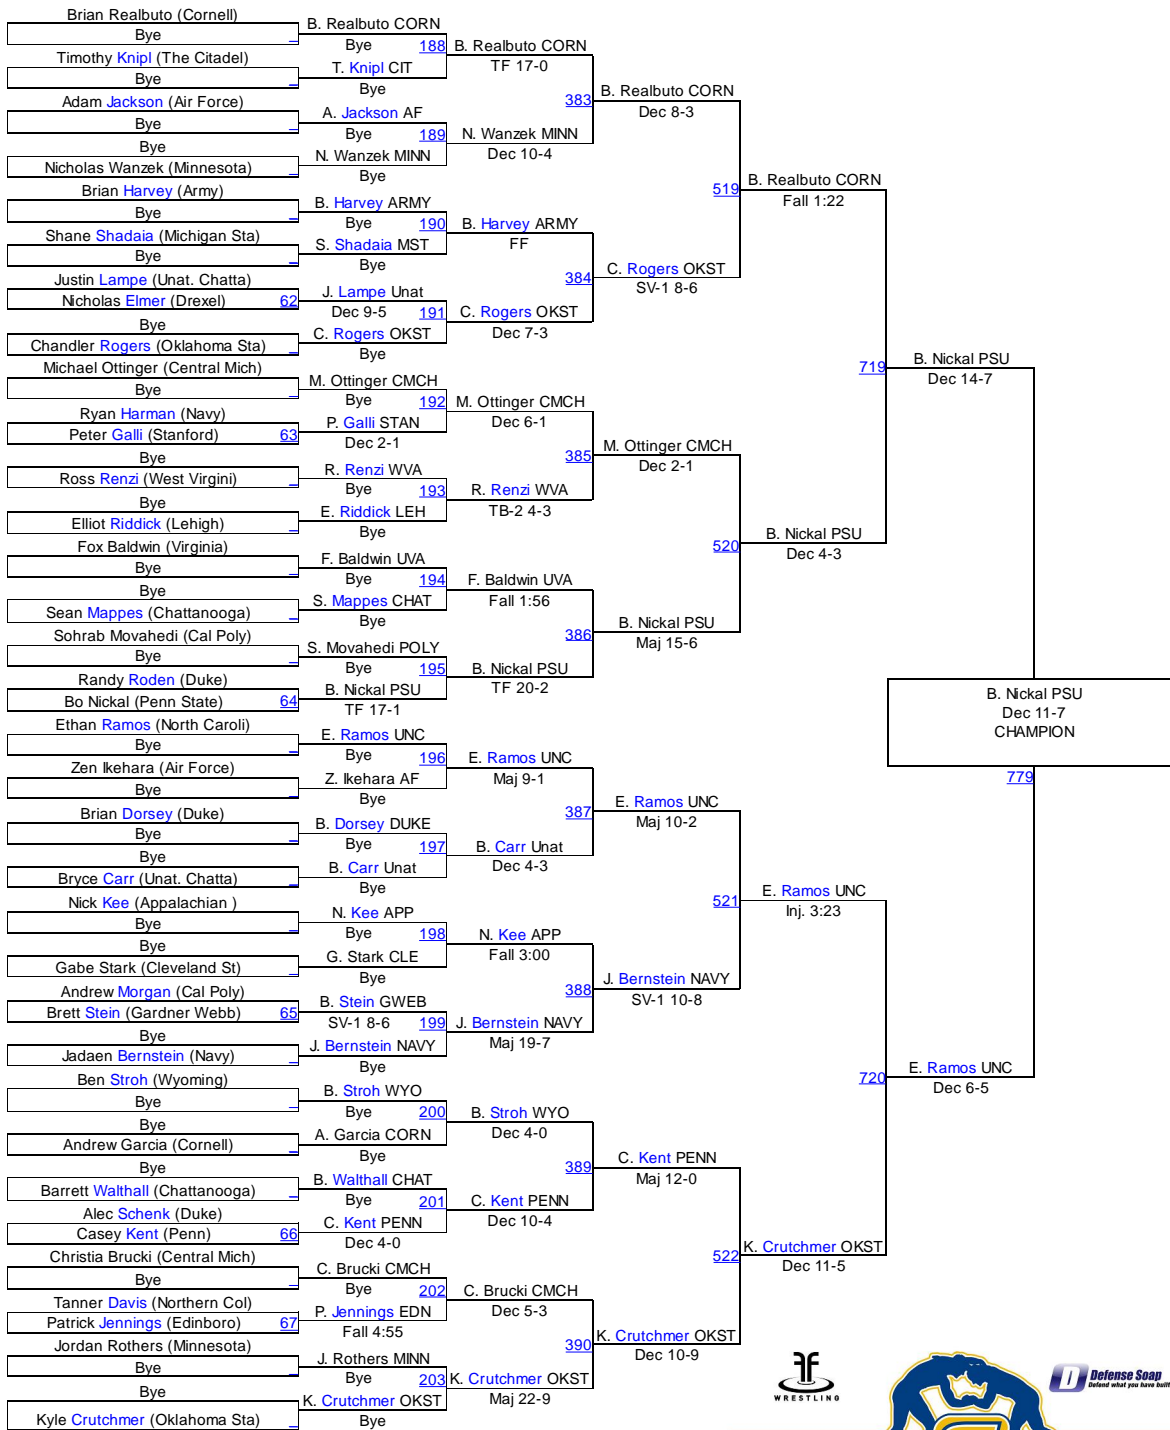 Brian Realbuto (Cornell)
Bye
Timothy Knipl (The Citadel)
Bye
Adam Jackson (Air Force)
Bye
Bye
Nicholas Wanzek (Minnesota)
Brian Harvey (Army)
Bye
Shane Shadaia (Michigan Sta)
Bye
Justin Lampe (Unat. Chatta)
Nicholas Elmer (Drexel) 62
Bye
Chandler Rogers (Oklahoma Sta)
Michael Ottinger (Central Mich)
Bye
Ryan Harman (Navy)
Peter Galli (Stanford) 63
Bye
Ross Renzi (West Virgini)
Bye
Elliot Riddick (Lehigh)
Fox Baldwin (Virginia)
Bye
Bye
Sean Mappes (Chattanooga)
Sohrab Movahedi (Cal Poly)
Bye
Randy Roden (Duke)
Bo Nickal (Penn State) 64
Ethan Ramos (North Caroli)
Bye
Zen Ikehara (Air Force)
Bye
Brian Dorsey (Duke)
Bye
Bye
Bryce Carr (Unat. Chatta)
Nick Kee (Appalachian )
Bye
Bye
Gabe Stark (Cleveland St)
Andrew Morgan (Cal Poly)
Brett Stein (Gardner Webb) 65
Bye
Jadaen Bernstein (Navy)
Ben Stroh (Wyoming)
Bye
Bye
Andrew Garcia (Cornell)
Bye
Barrett Walthall (Chattanooga)
Alec Schenk (Duke)
Casey Kent (Penn) 66
Christia Brucki (Central Mich)
Bye
Tanner Davis (Northern Col)
Patrick Jennings (Edinboro) 67
Jordan Rothers (Minnesota)
Bye
Bye
Kyle Crutchmer (Oklahoma Sta)
B. Realbuto CORN
Bye 188
T. Knipl CIT
Bye
A. Jackson AF
Bye 189
N. Wanzek MINN
Bye
B. Harvey ARMY
Bye 190
S. Shadaia MST
Bye
J. Lampe Unat
Dec 9-5 191
C. Rogers OKST
Bye
M. Ottinger CMCH
Bye 192
P. Galli STAN
Dec 2-1
R. Renzi WVA
Bye 193
E. Riddick LEH
Bye
F. Baldwin UVA
Bye 194
S. Mappes CHAT
Bye
S. Movahedi POLY
Bye 195
B. Nickal PSU
TF 17-1
E. Ramos UNC
Bye 196
Z. Ikehara AF
Bye
B. Dorsey DUKE
Bye 197
B. Carr Unat
Bye
N. Kee APP
Bye 198
G. Stark CLE
Bye
B. Stein GWEB
SV-1 8-6 199
J. Bernstein NAVY
Bye
B. Stroh WYO
Bye 200
A. Garcia CORN
Bye
B. Walthall CHAT
Bye 201
C. Kent PENN
Dec 4-0
C. Brucki CMCH
Bye 202
P. Jennings EDN
Fall 4:55
J. Rothers MINN
Bye 203
K. Crutchmer OKST
Bye
B. Realbuto CORN
TF 17-0
383
N. Wanzek MINN
Dec 10-4
B. Harvey ARMY
FF
384
C. Rogers OKST
Dec 7-3
M. Ottinger CMCH
Dec 6-1
385
R. Renzi WVA
TB-2 4-3
F. Baldwin UVA
Fall 1:56
386
B. Nickal PSU
TF 20-2
E. Ramos UNC
Maj 9-1
387
B. Carr Unat
Dec 4-3
N. Kee APP
Fall 3:00
388
J. Bernstein NAVY
Maj 19-7
B. Stroh WYO
Dec 4-0
389
C. Kent PENN
Dec 10-4
C. Brucki CMCH
Dec 5-3
390
K. Crutchmer OKST
Maj 22-9
B. Realbuto CORN
Dec 8-3
519
C. Rogers OKST
SV-1 8-6
M. Ottinger CMCH
Dec 2-1
520
B. Nickal PSU
Maj 15-6
E. Ramos UNC
Maj 10-2
521
J. Bernstein NAVY
SV-1 10-8
C. Kent PENN
Maj 12-0
522
K. Crutchmer OKST
Dec 10-9
B. Realbuto CORN
Fall 1:22
719
B. Nickal PSU
Dec 4-3
E. Ramos UNC
Inj. 3:23
720
K. Crutchmer OKST
Dec 11-5
B. Nickal PSU
Dec 14-7
E. Ramos UNC
Dec 6-5
B. Nickal PSU
Dec 11-7
CHAMPION
779
WRESTLING
D Defense Soap
Defend what you have built